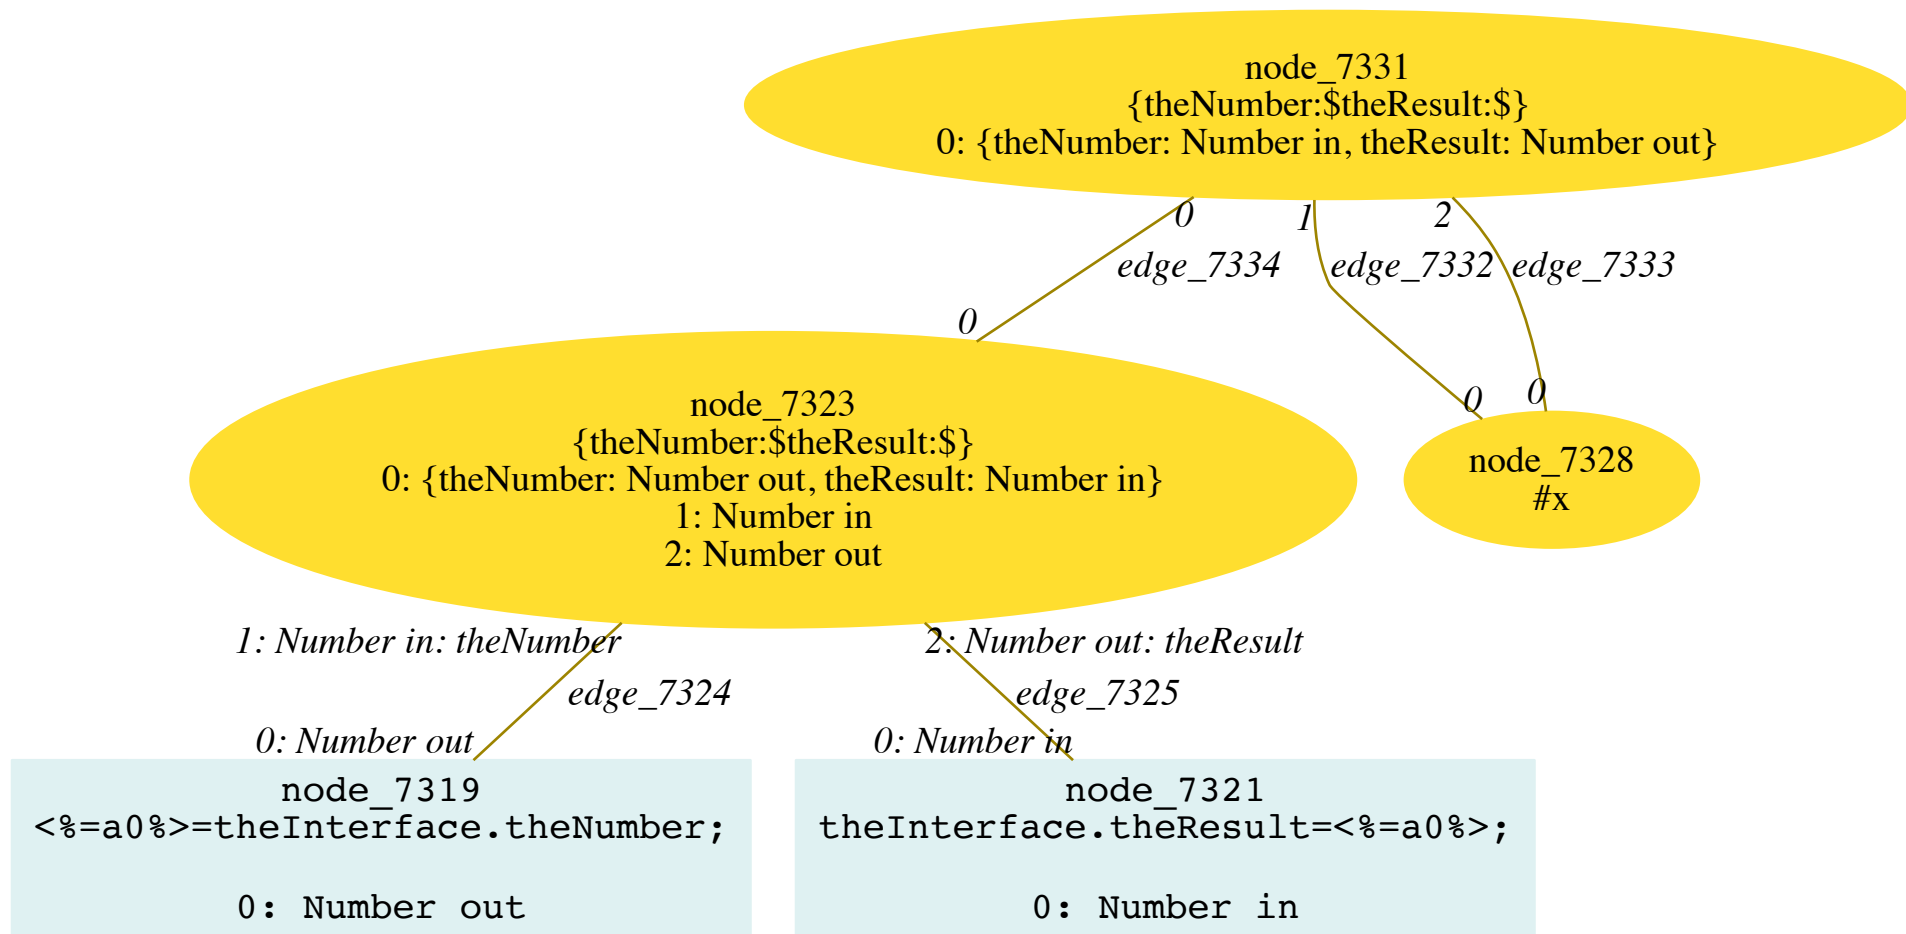 node_7331
{theNumber:$theResult:$}
0: {theNumber: Number in, theResult: Number out}
0
1
2
edge_7334
edge_7332
edge_7333
0
0
0
node_7323
{theNumber:$theResult:$}
0: {theNumber: Number out, theResult: Number in}
1: Number in
2: Number out
node_7328
#x
1: Number in: theNumber
2: Number out: theResult
edge_7324
edge_7325
0: Number out
0: Number in
node_7319
<%=a0%>=theInterface.theNumber;
0: Number out
node_7321
theInterface.theResult=<%=a0%>;
0: Number in